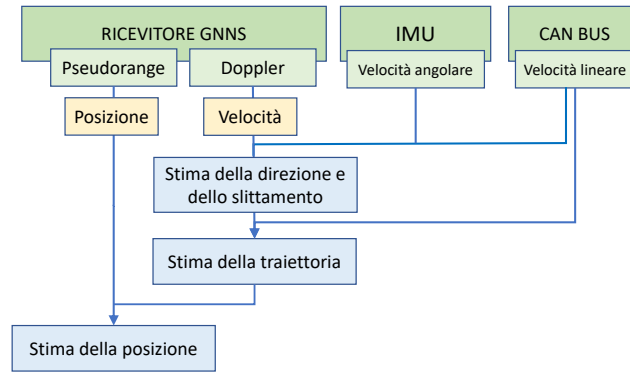 RICEVITORE GNNS
IMU
CAN BUS
Pseudorange
Doppler
Velocità angolare
Velocità lineare
Posizione
Velocità
Stima della direzione e
dello slittamento
Stima della traiettoria
Stima della posizione